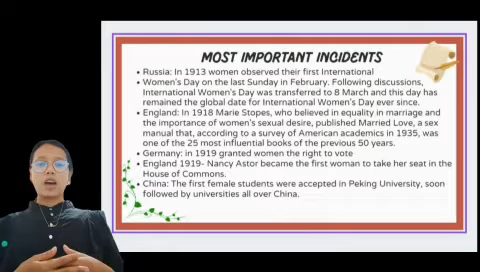 MOST IMPORTANT INCIDENTS
• Russia: In 1913 women observed their first International
• Women's Day on the last Sunday in February. Following discussions,
International Women's Day was transferred to 8 March and this day has
remained the global date for International Women's Day ever since.
• England: In 1918 Marie Stopes, who believed in equality in marriage and
the importance of women's sexual desire, published Married Love, a sex
manual that, according to a survey of American academics in 1935, was
one of the 25 most influential books of the previous 50 years.
• Germany: in 1919 granted women the right to vote
• England 1919- Nancy Astor became the first woman to take her seat in the
House of Commons.
• China: The first female students were accepted in Peking University, soon
followed by universities all over China.